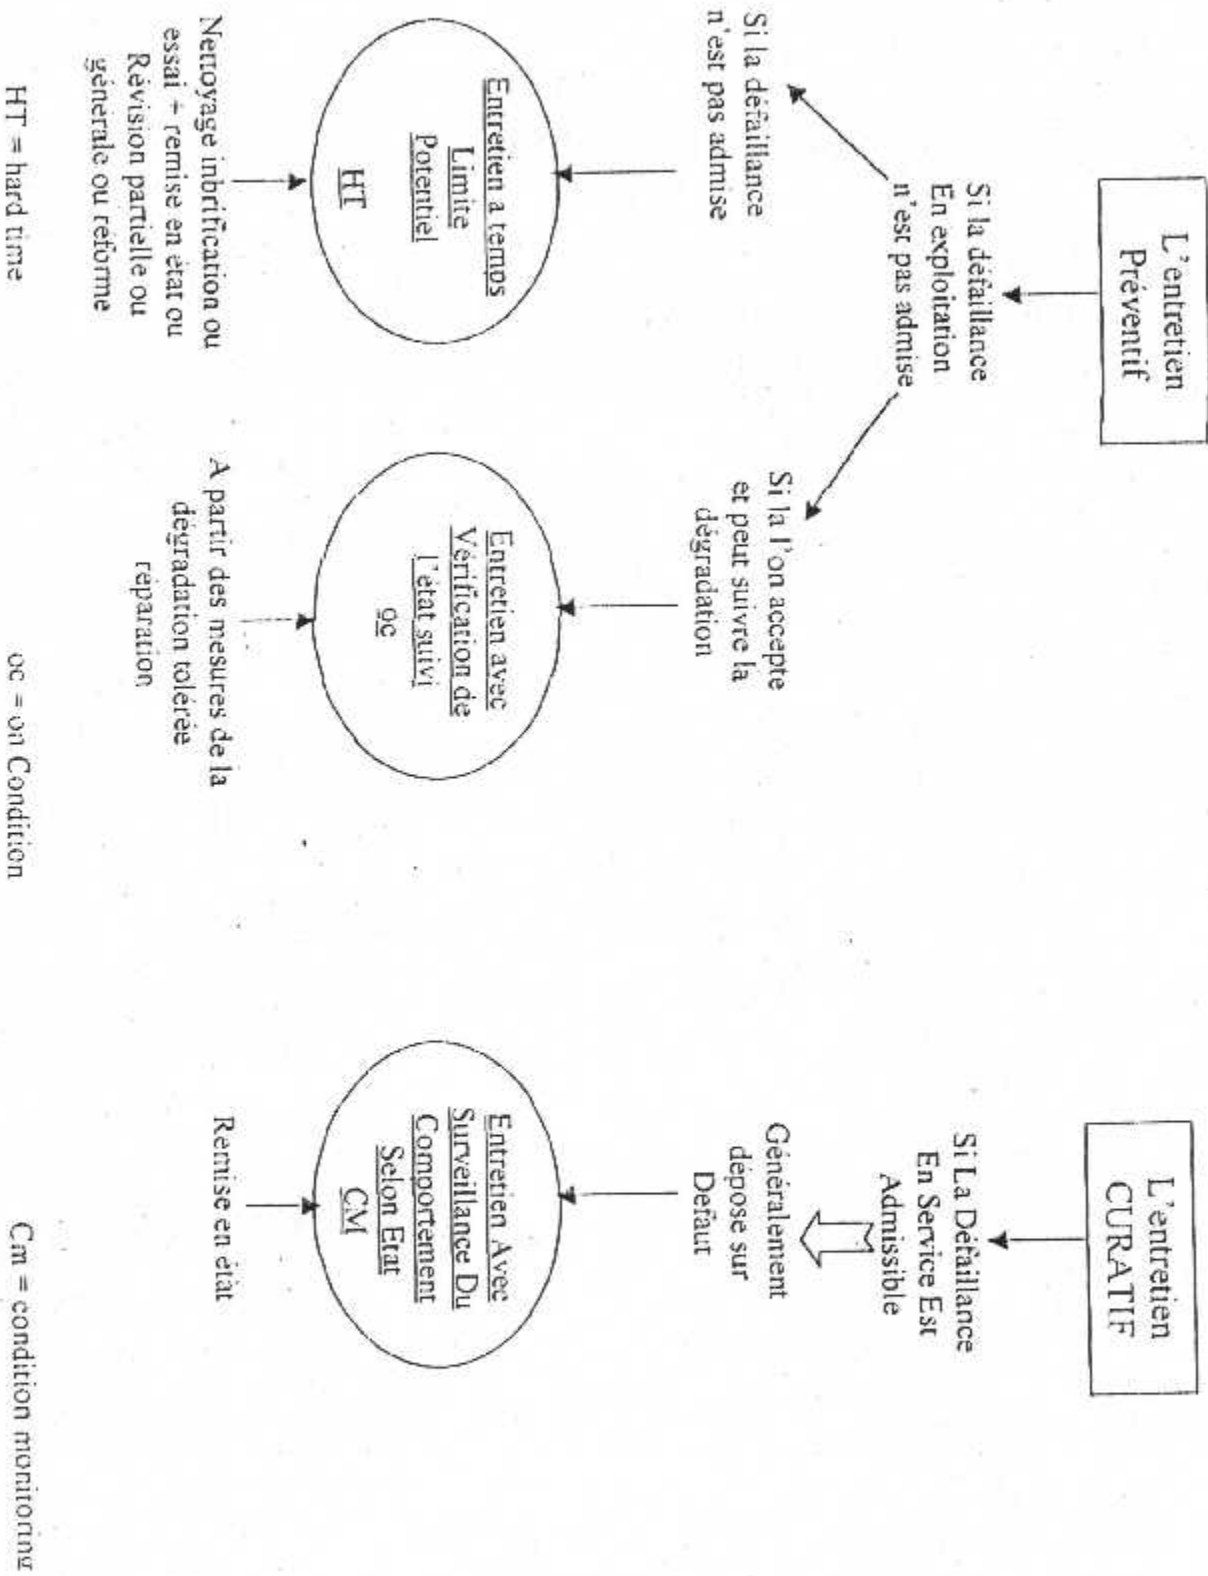 L'entretien
Préventif
Si la défaillance
En exploitation
n'est pas admise
Si la défaillance
n'est pas admise
Entretien a temps
Limite
Potentiel
HT
Nettoyage inbrification ou
essai + remise en état ou
Révision partielle ou
générale ou réforme
HT = hard time
Si la l'on accepte
et peut suivre la
dégradation
Entretien avec
Vérification de
l'état suivi
oc
A partir des mesures de la
dégradation tolérée
réparation
oc = on Condition
L'entretien
CURATIF
Si La Défaillance
En Service Est
Admissible
Généralement
dépose sur
Defaut
Entretien Avec
Surveillance Du
Comportement
Selon Etat
CM
Remise en état
Cm = condition monitoring